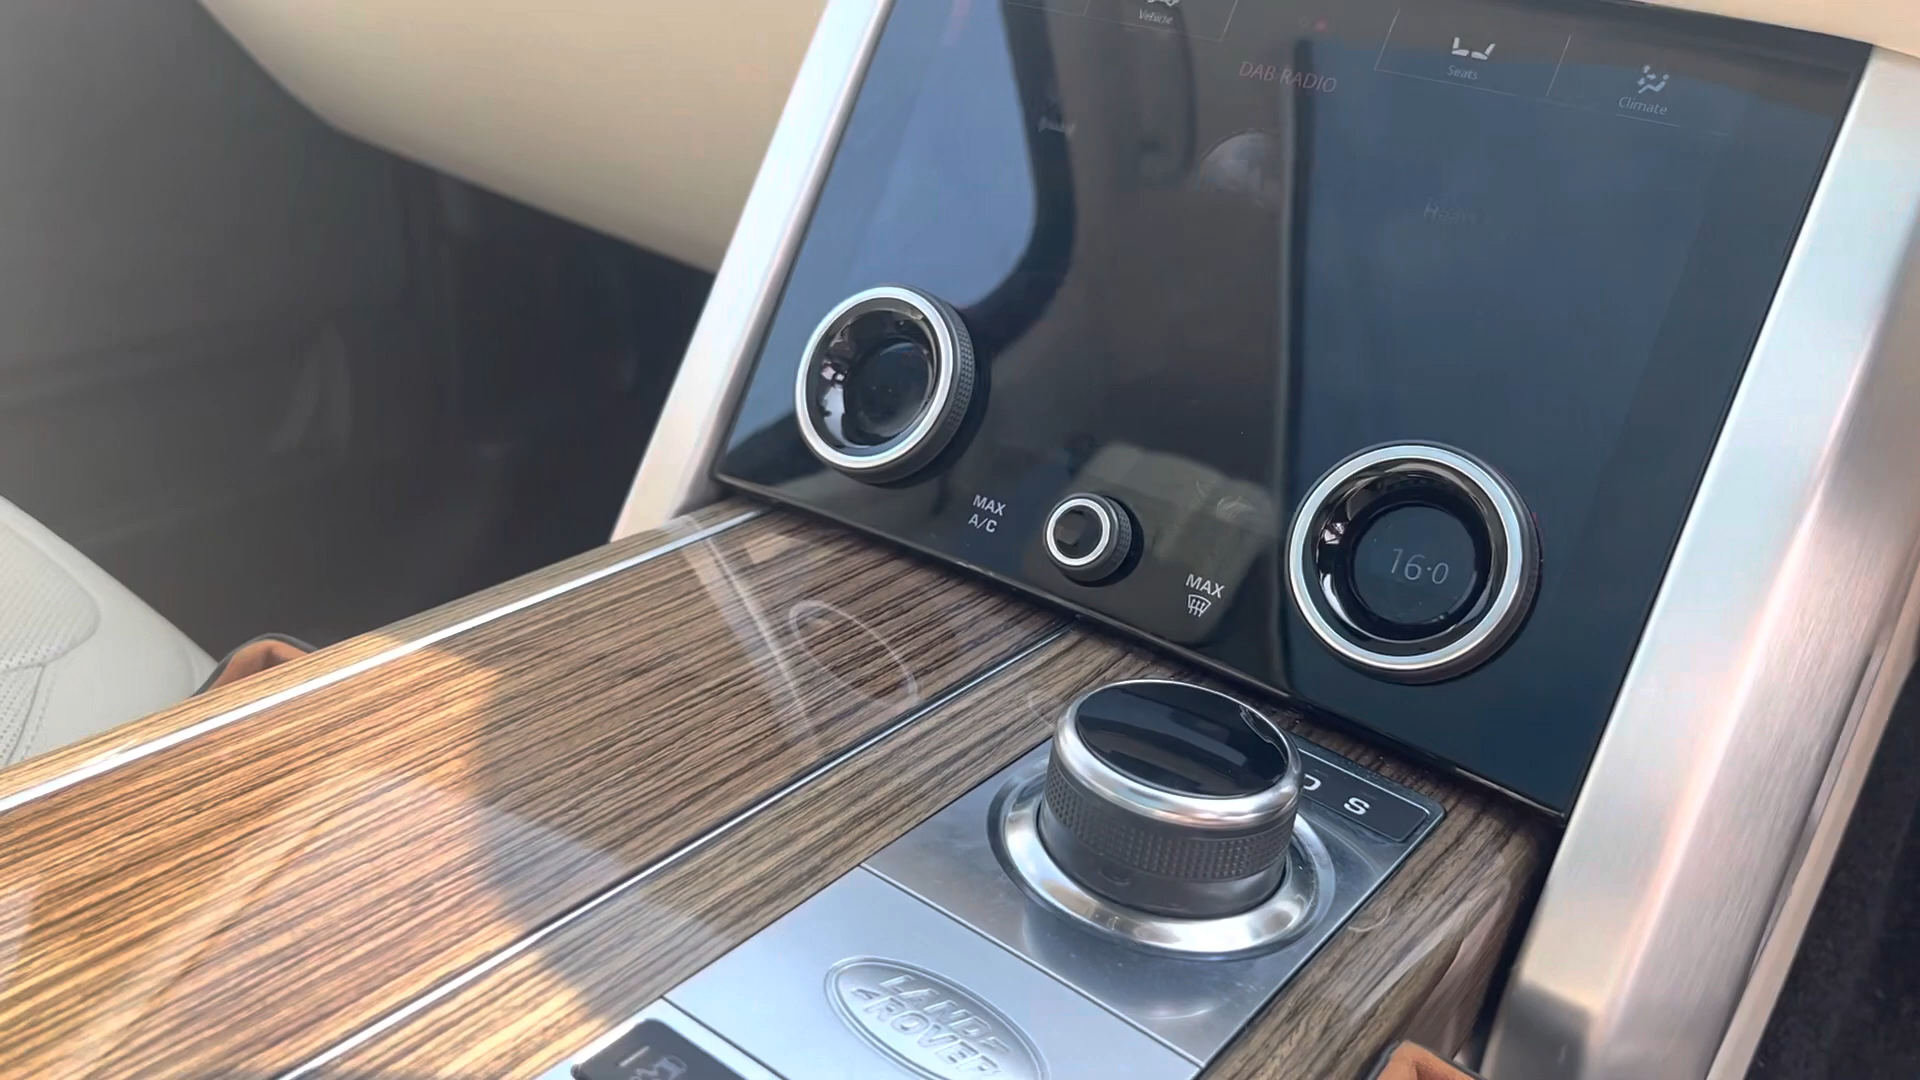 Vehicle
DAB RADIO
Seats
Climate
MAX
A/C
MAX
16.0
S
LAND
ROVER